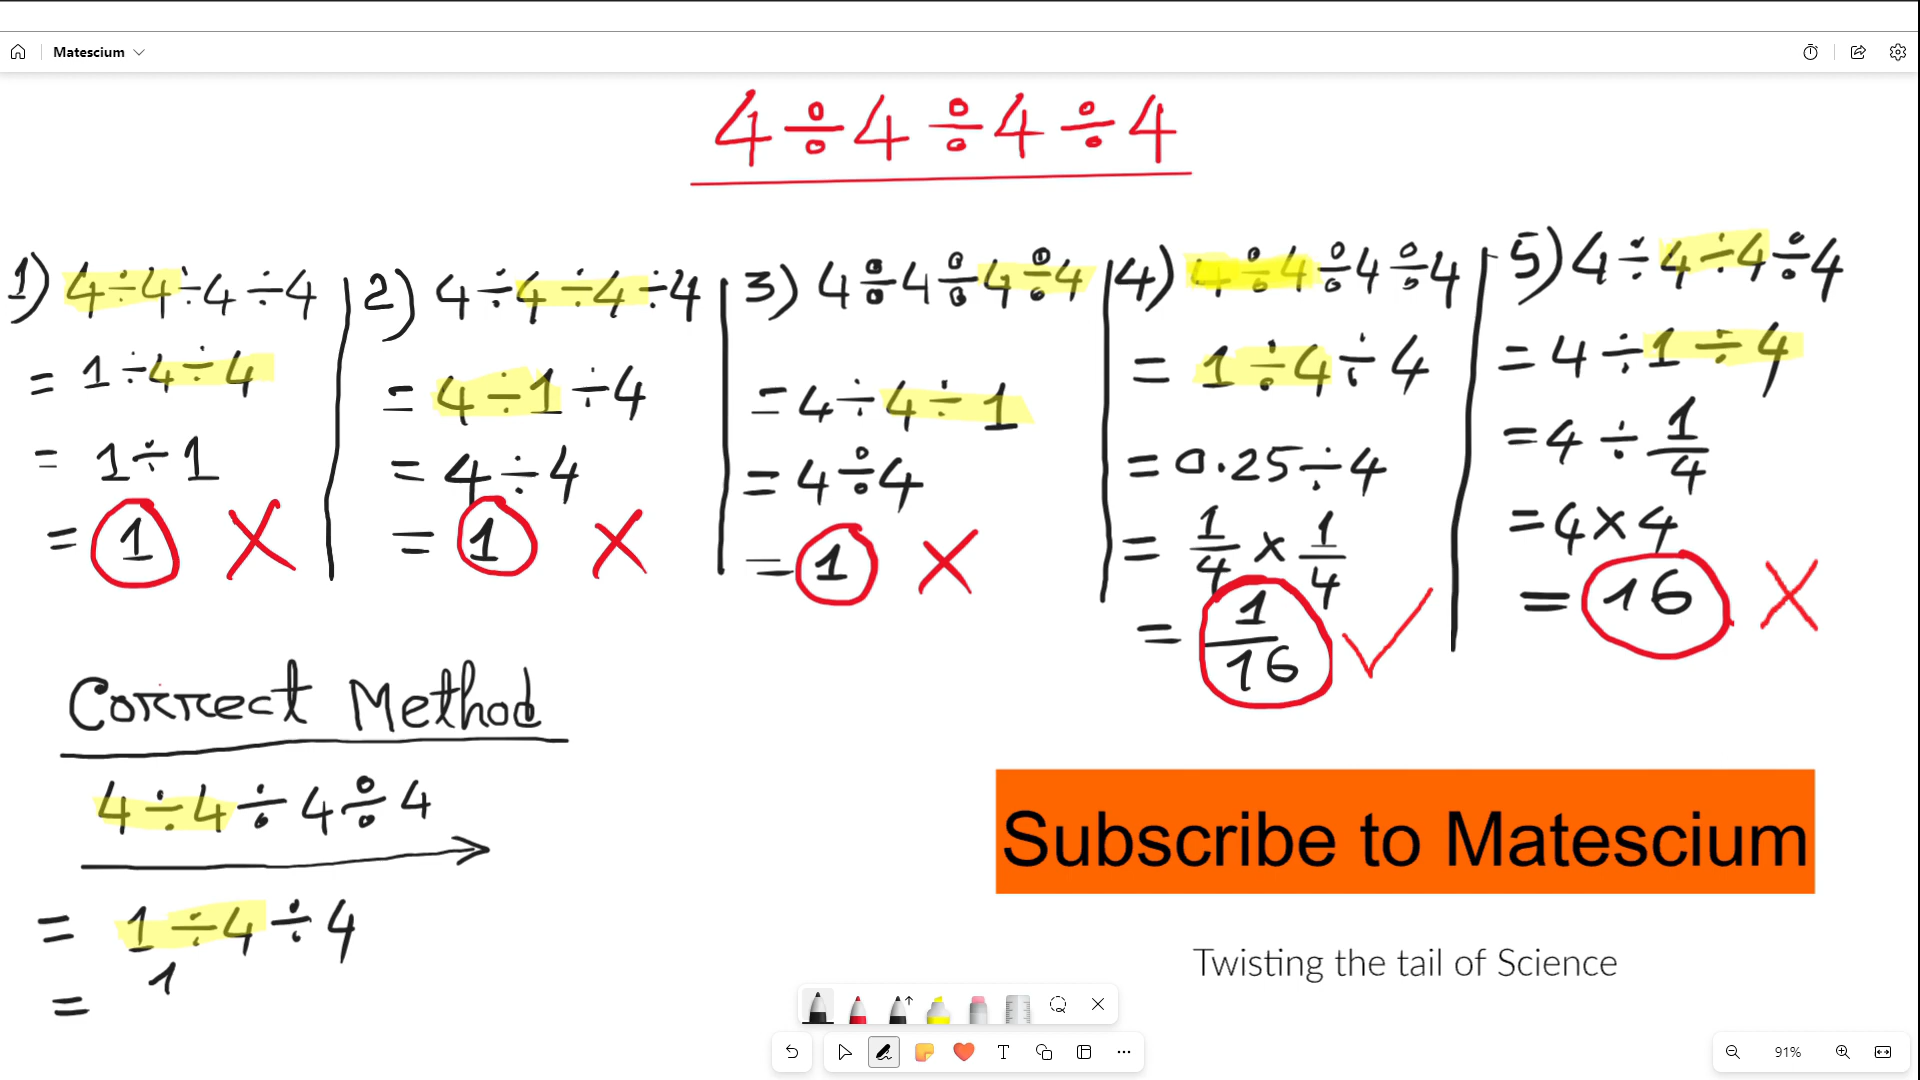 Matescium
4÷4÷4÷4
1) 4÷4÷4÷4
= 1÷4÷4
= 1÷1
= 1 X
2) 4÷4÷4÷4
= 4÷1÷4
= 4÷4
= 1 X
3) 4÷4÷4÷4
= 4÷4÷1
= 4÷4
= 1 X
4) 4÷4÷4÷4
= 1÷4÷4
= 0.25÷4
= 1/4 × 1/4
= 1/16 ✓
5) 4÷4÷4÷4
= 4÷1÷4
= 4÷1/4
= 4×4
= 16 X
Correct Method
4÷4÷4÷4
= 1÷4÷4
= 1
Subscribe to Matescium
Twisting the tail of Science
T
91%